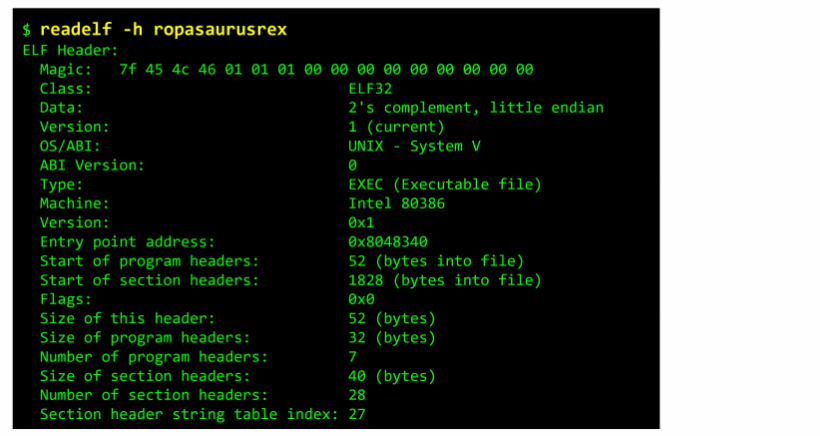 $ readelf -h ropasaurusrex
ELF Header:
Magic: 7f 45 4c 46 01 01 01 00 00 00 00 00 00 00 00 00
Class: ELF32
Data: 2's complement, little endian
Version: 1 (current)
OS/ABI: UNIX - System V
ABI Version: 0
Type: EXEC (Executable file)
Machine: Intel 80386
Version: 0x1
Entry point address: 0x8048340
Start of program headers: 52 (bytes into file)
Start of section headers: 1828 (bytes into file)
Flags: 0x0
Size of this header: 52 (bytes)
Size of program headers: 32 (bytes)
Number of program headers: 7
Size of section headers: 40 (bytes)
Number of section headers: 28
Section header string table index: 27